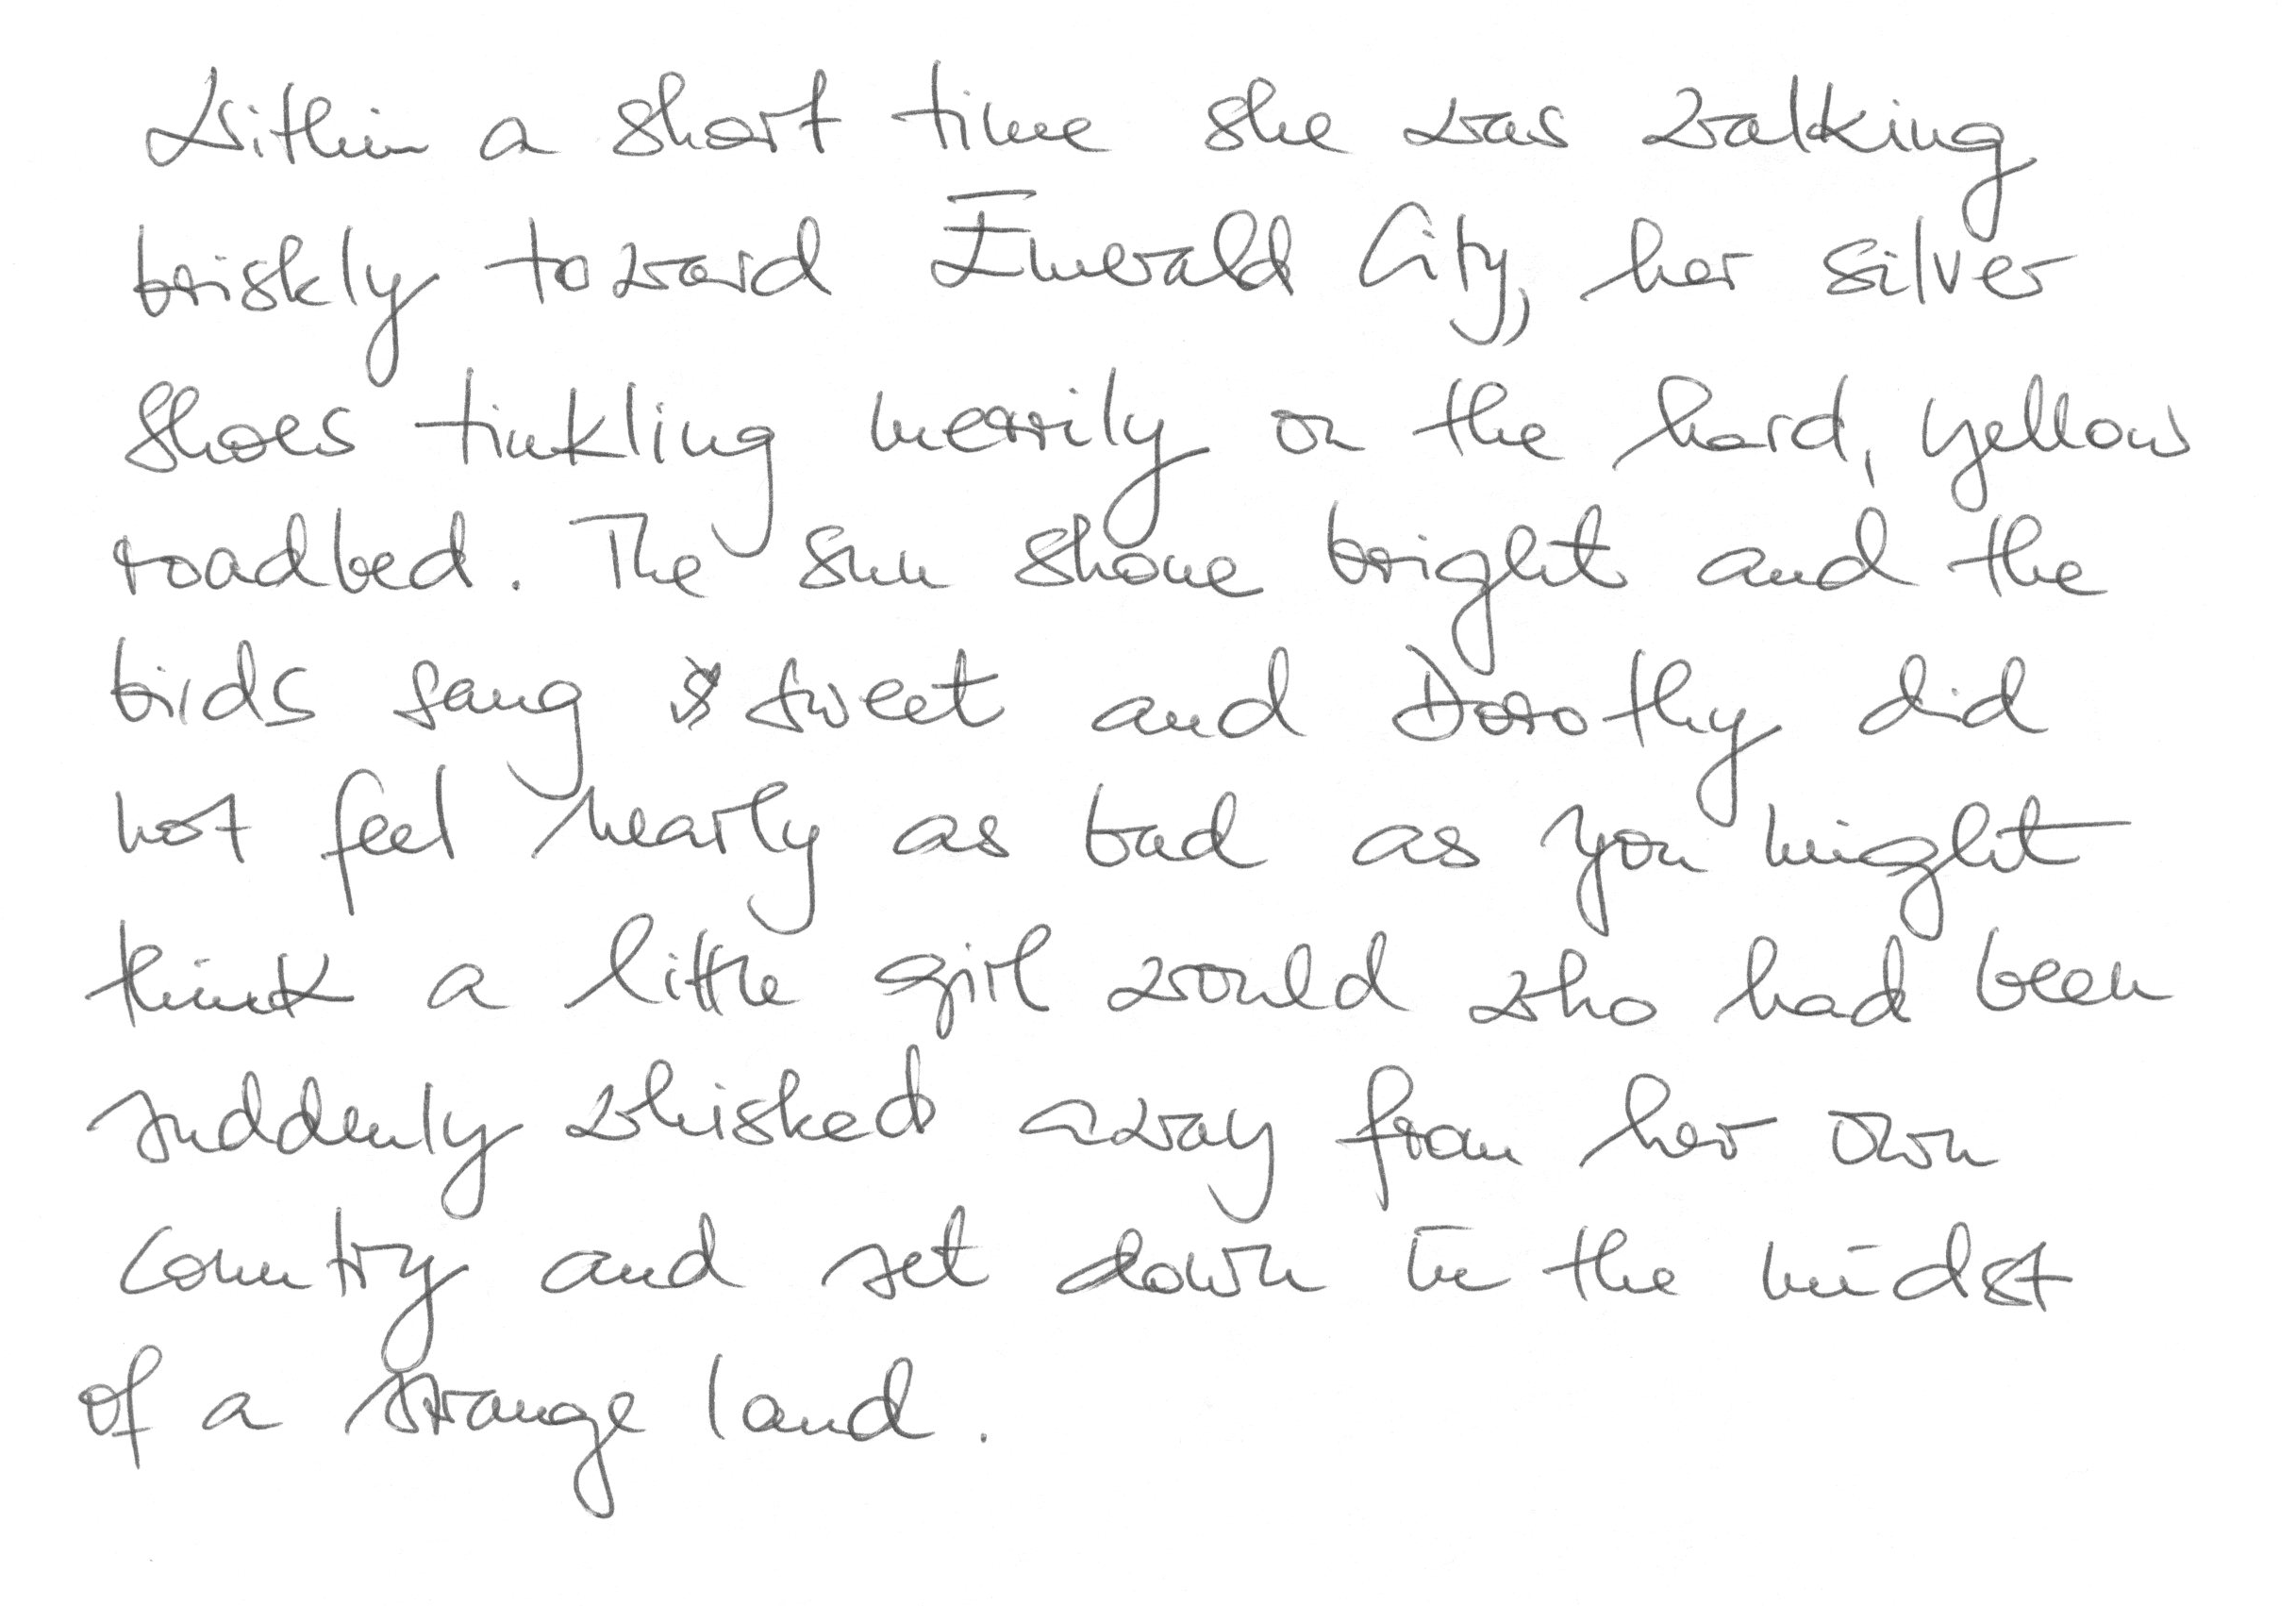 Within a short time she was walking
briskly toward Emerald City, her silver
shoes tinkling merrily on the hard, yellow
roadbed. The sun shone bright and the
birds sang sweet and Dorothy did
not feel nearly as bad as you might
think a little girl would who had been
suddenly whisked away from her own
country and set down in the midst
of a strange land.